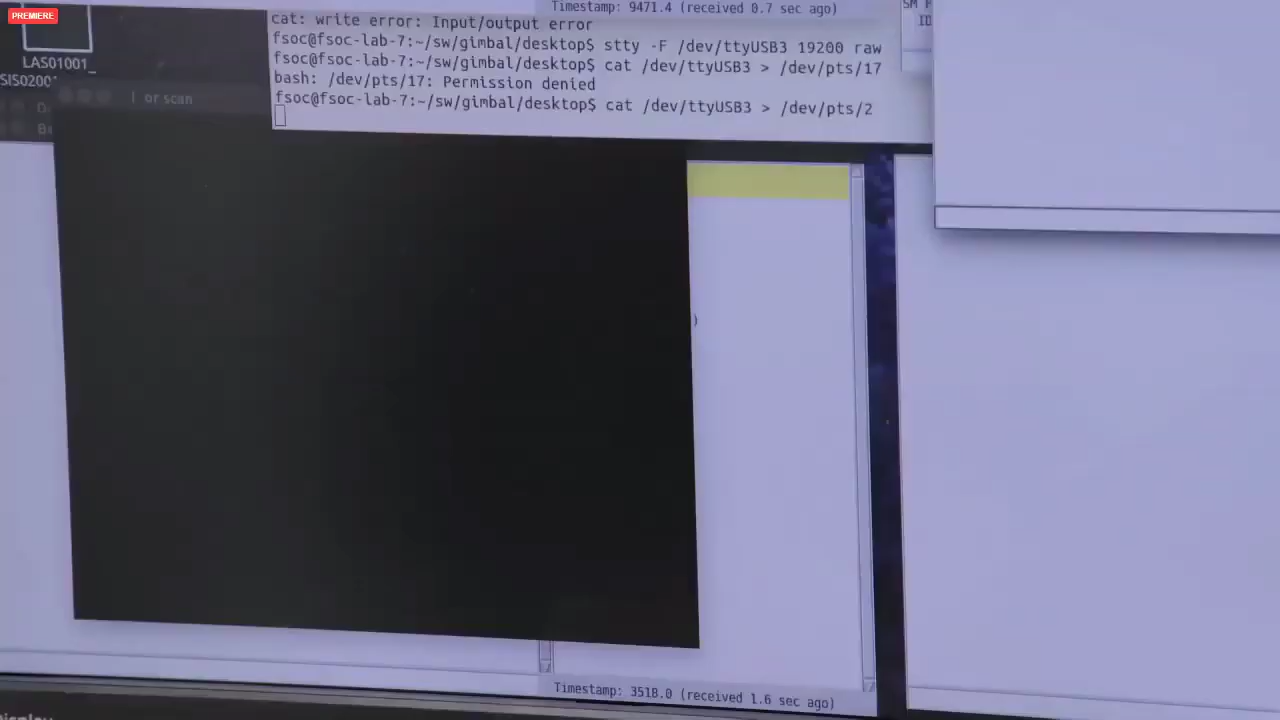 PREMIERE
Timestamp: 9471.4 (received 0.7 sec ago)
cat: write error: Input/output error
fsoc@fsoc-lab-7:~/sw/gimbal/desktop$ stty -F /dev/ttyUSB3 19200 raw
fsoc@fsoc-lab-7:~/sw/gimbal/desktop$ cat /dev/ttyUSB3 > /dev/pts/17
bash: /dev/pts/17: Permission denied
fsoc@fsoc-lab-7:~/sw/gimbal/desktop$ cat /dev/ttyUSB3 > /dev/pts/2
LAS01001_
SIS0200
| or scan
)
Timestamp: 3518.0 (received 1.6 sec ago)